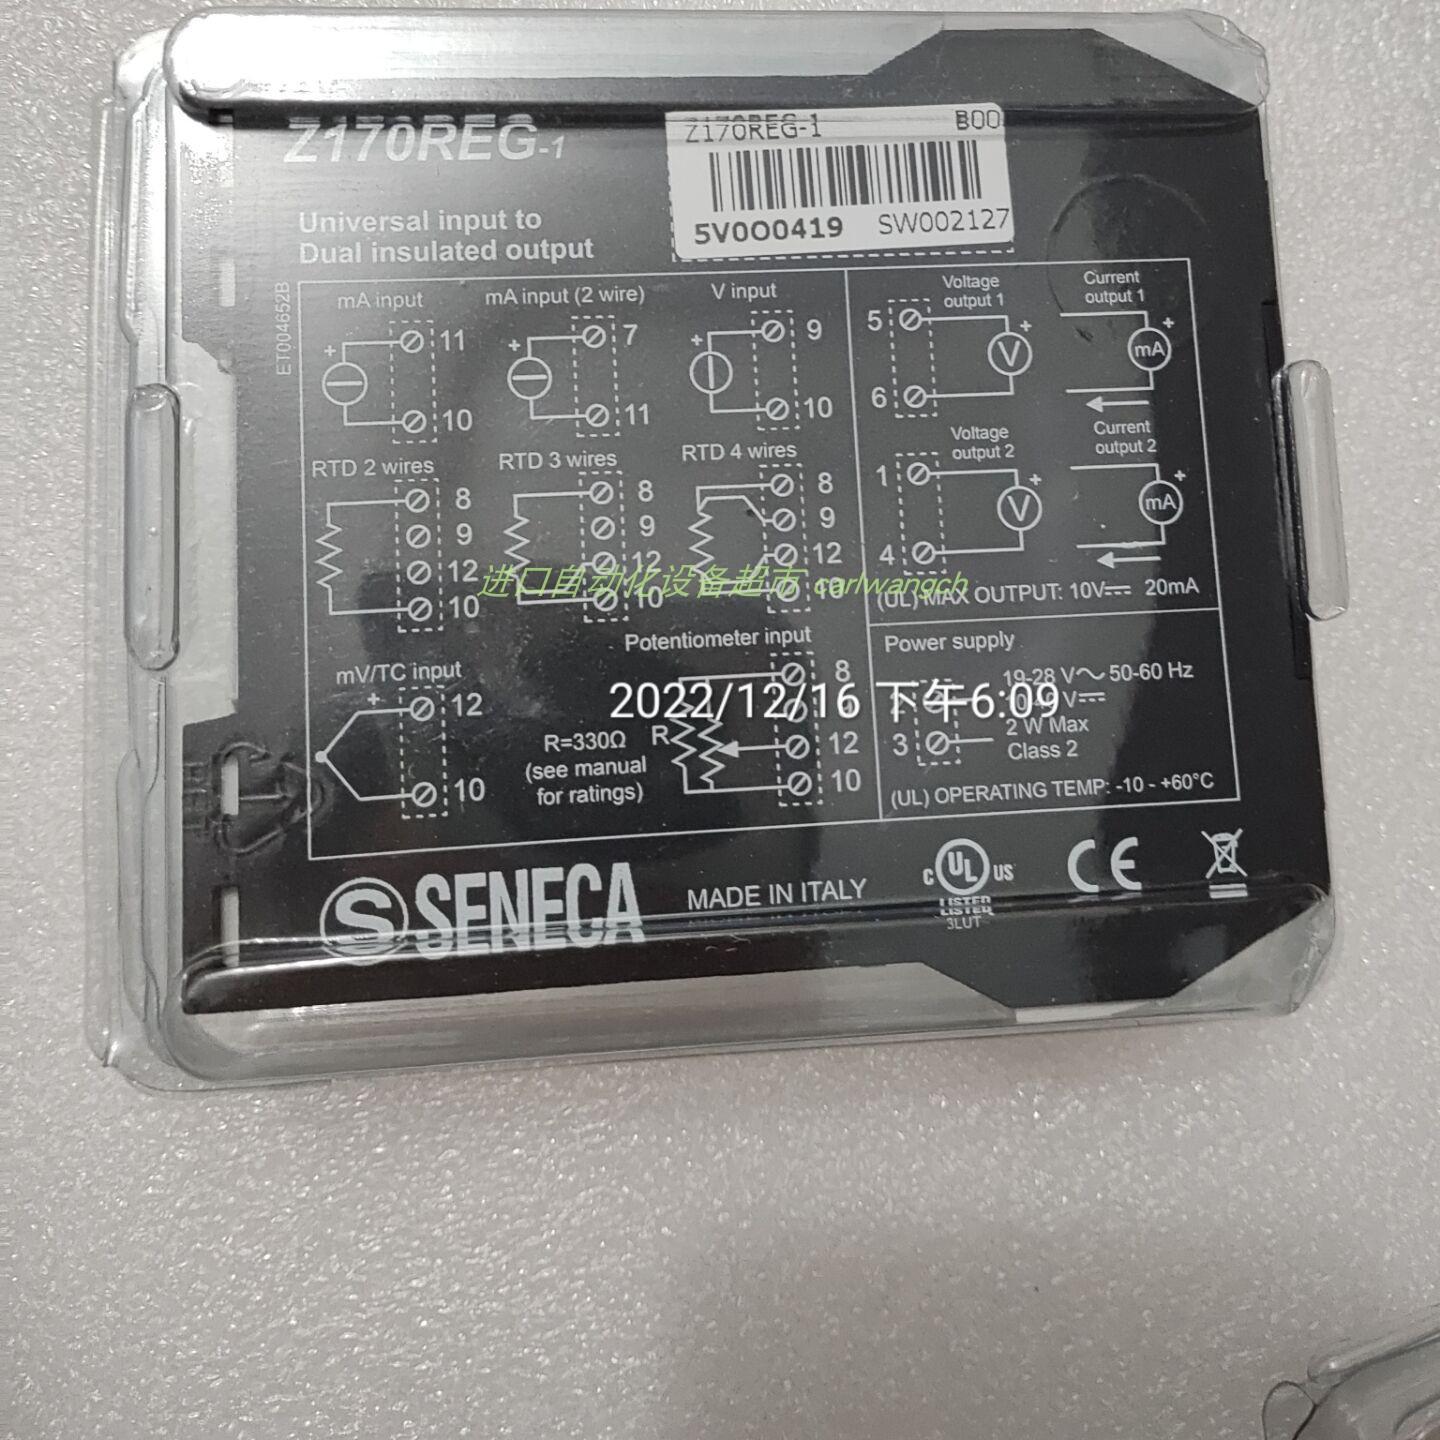 Z170REG-1
Z170REG-1 B00
5V0O0419 SW002127
Universal input to
Dual insulated output
ET004652B
mA input
+
11
10
mA input (2 wire)
+
7
11
V input
+
9
10
Voltage
output 1
5
+
V
6
Current
output 1
+
mA
RTD 2 wires
8
9
12
10
RTD 3 wires
8
9
12
10
RTD 4 wires
8
9
12
10
Voltage
output 2
1
+
V
4
Current
output 2
+
mA
(UL) MAX OUTPUT: 10V 20mA
进口自动化设备超市 carlwangch
mV/TC input
+
12
10
Potentiometer input
8
R=330Ω
(see manual
for ratings)
R
12
10
Power supply
19-28 V 50-60 Hz
V
2 W Max
Class 2
3
(UL) OPERATING TEMP: -10 - +60°C
2022/12/16 下午6:09
S SENECA
MADE IN ITALY
C UL US
LISTED
3LUT
CE